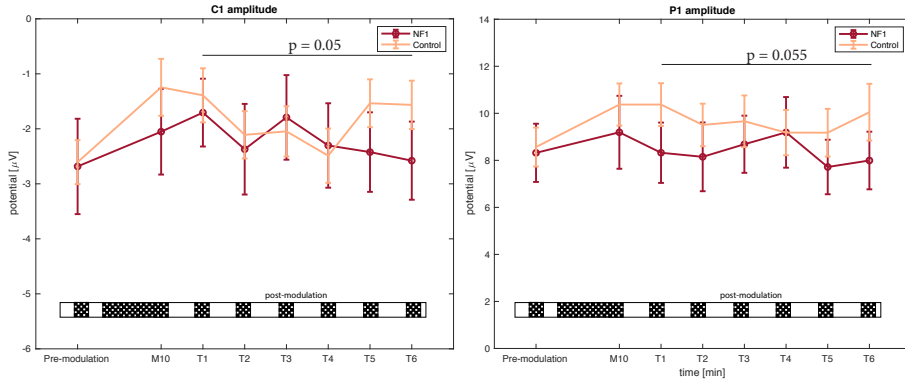 C1 amplitude
0
-1
-2
-3
-4
-5
-6
potential [μV]
NF1
Control
p = 0.05
post-modulation
Pre-modulation M10 T1 T2 T3 T4 T5 T6
P1 amplitude
14
12
10
8
6
4
2
0
potential [μV]
NF1
Control
p = 0.055
post-modulation
Pre-modulation M10 T1 T2 T3 T4 T5 T6
time [min]